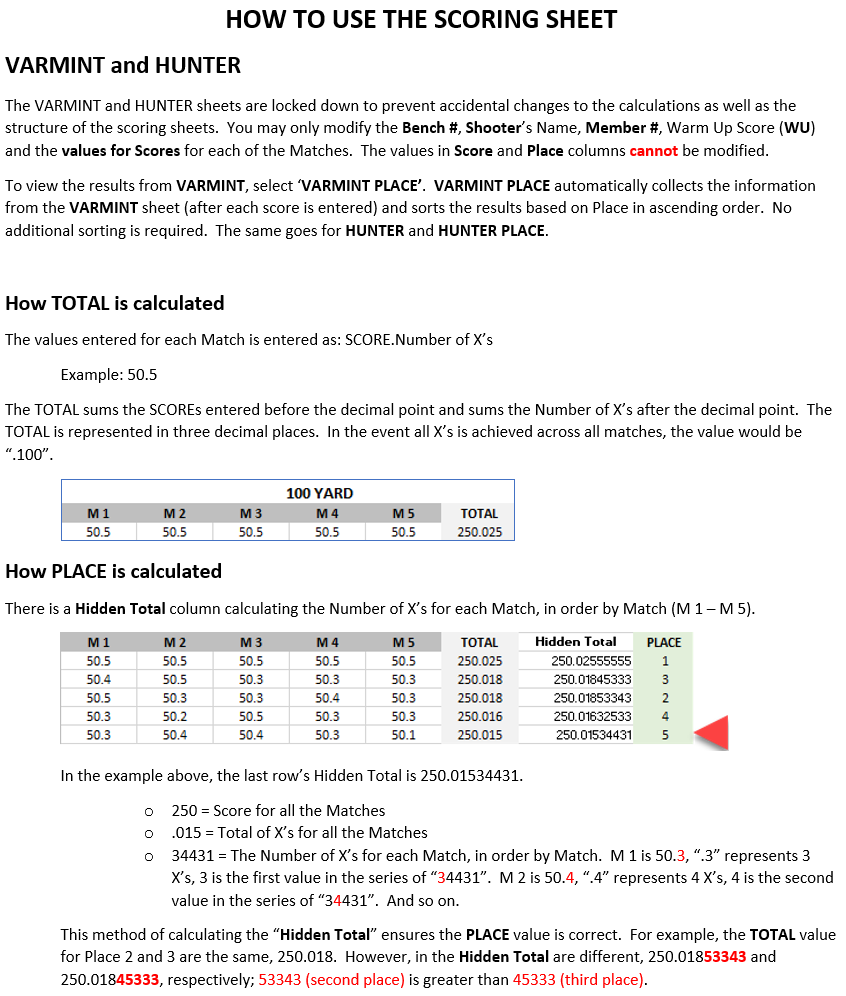 HOW TO USE THE SCORING SHEET
VARMINT and HUNTER
The VARMINT and HUNTER sheets are locked down to prevent accidental changes to the calculations as well as the
structure of the scoring sheets. You may only modify the Bench #, Shooter's Name, Member #, Warm Up Score (WU)
and the values for Scores for each of the Matches. The values in Score and Place columns cannot be modified.
To view the results from VARMINT, select ‘VARMINT PLACE’. VARMINT PLACE automatically collects the information
from the VARMINT sheet (after each score is entered) and sorts the results based on Place in ascending order. No
additional sorting is required. The same goes for HUNTER and HUNTER PLACE.
How TOTAL is calculated
The values entered for each Match is entered as: SCORE.Number of X’s
Example: 50.5
The TOTAL sums the SCOREs entered before the decimal point and sums the Number of X’s after the decimal point. The
TOTAL is represented in three decimal places. In the event all X’s is achieved across all matches, the value would be
“.100”.
100 YARD
M 1 M 2 M 3 M 4 M 5 TOTAL
50.5 50.5 50.5 50.5 50.5 250.025
How PLACE is calculated
There is a Hidden Total column calculating the Number of X’s for each Match, in order by Match (M 1 – M 5).
M 1 M 2 M 3 M 4 M 5 TOTAL Hidden Total PLACE
50.5 50.5 50.5 50.5 50.5 250.025 250.02555555 1
50.4 50.5 50.3 50.3 50.3 250.018 250.01845333 3
50.5 50.3 50.3 50.4 50.3 250.018 250.01853343 2
50.3 50.2 50.5 50.3 50.3 250.016 250.01632533 4
50.3 50.4 50.4 50.3 50.1 250.015 250.01534431 5
In the example above, the last row’s Hidden Total is 250.01534431.
o 250 = Score for all the Matches
o .015 = Total of X’s for all the Matches
o 34431 = The Number of X’s for each Match, in order by Match. M 1 is 50.3, “.3” represents 3
X’s, 3 is the first value in the series of “34431”. M 2 is 50.4, “.4” represents 4 X’s, 4 is the second
value in the series of “34431”. And so on.
This method of calculating the “Hidden Total” ensures the PLACE value is correct. For example, the TOTAL value
for Place 2 and 3 are the same, 250.018. However, in the Hidden Total are different, 250.01853343 and
250.01845333, respectively; 53343 (second place) is greater than 45333 (third place).